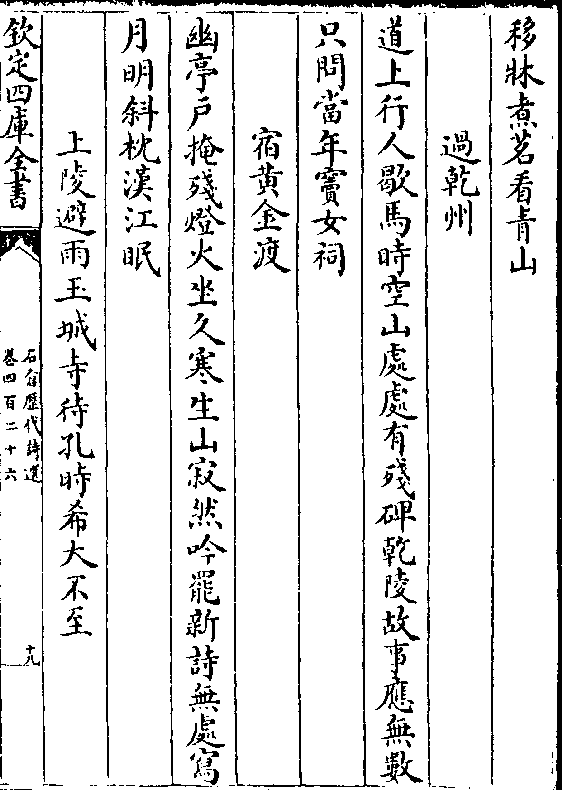 移牀煮茗看青山
過乾州
道上行人歇馬時空山處處有殘碑乾陵故事應無數
只問當年竇女祠
宿黃金渡
幽亭戶掩殘燈火坐久寒生山寂然吟罷新詩無處寫
月明斜枕漢江眠
上陵避雨玉城寺待孔時希大不至
欽定四庫全書
石倉歷代詩選
卷四百二十六
十九